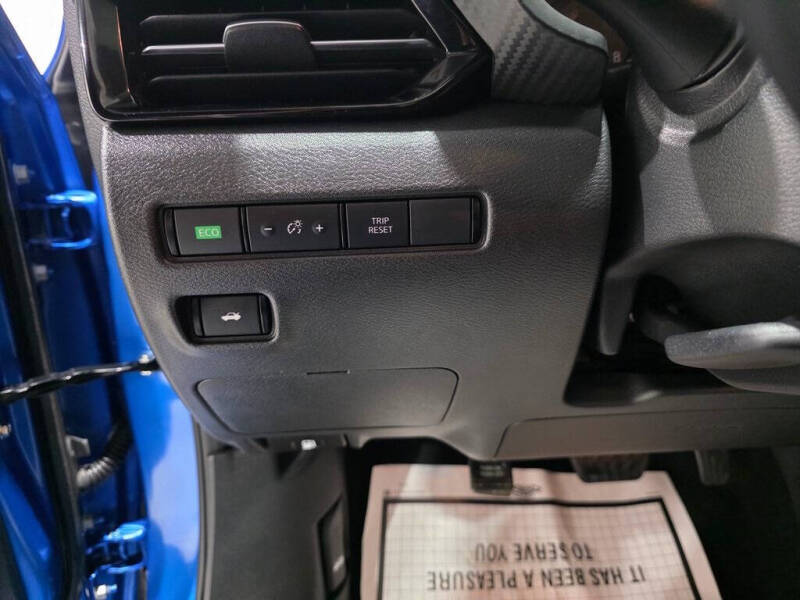 ECO
- +
TRIP
RESET
IT HAS BEEN A PLEASURE
TO SERVE YOU